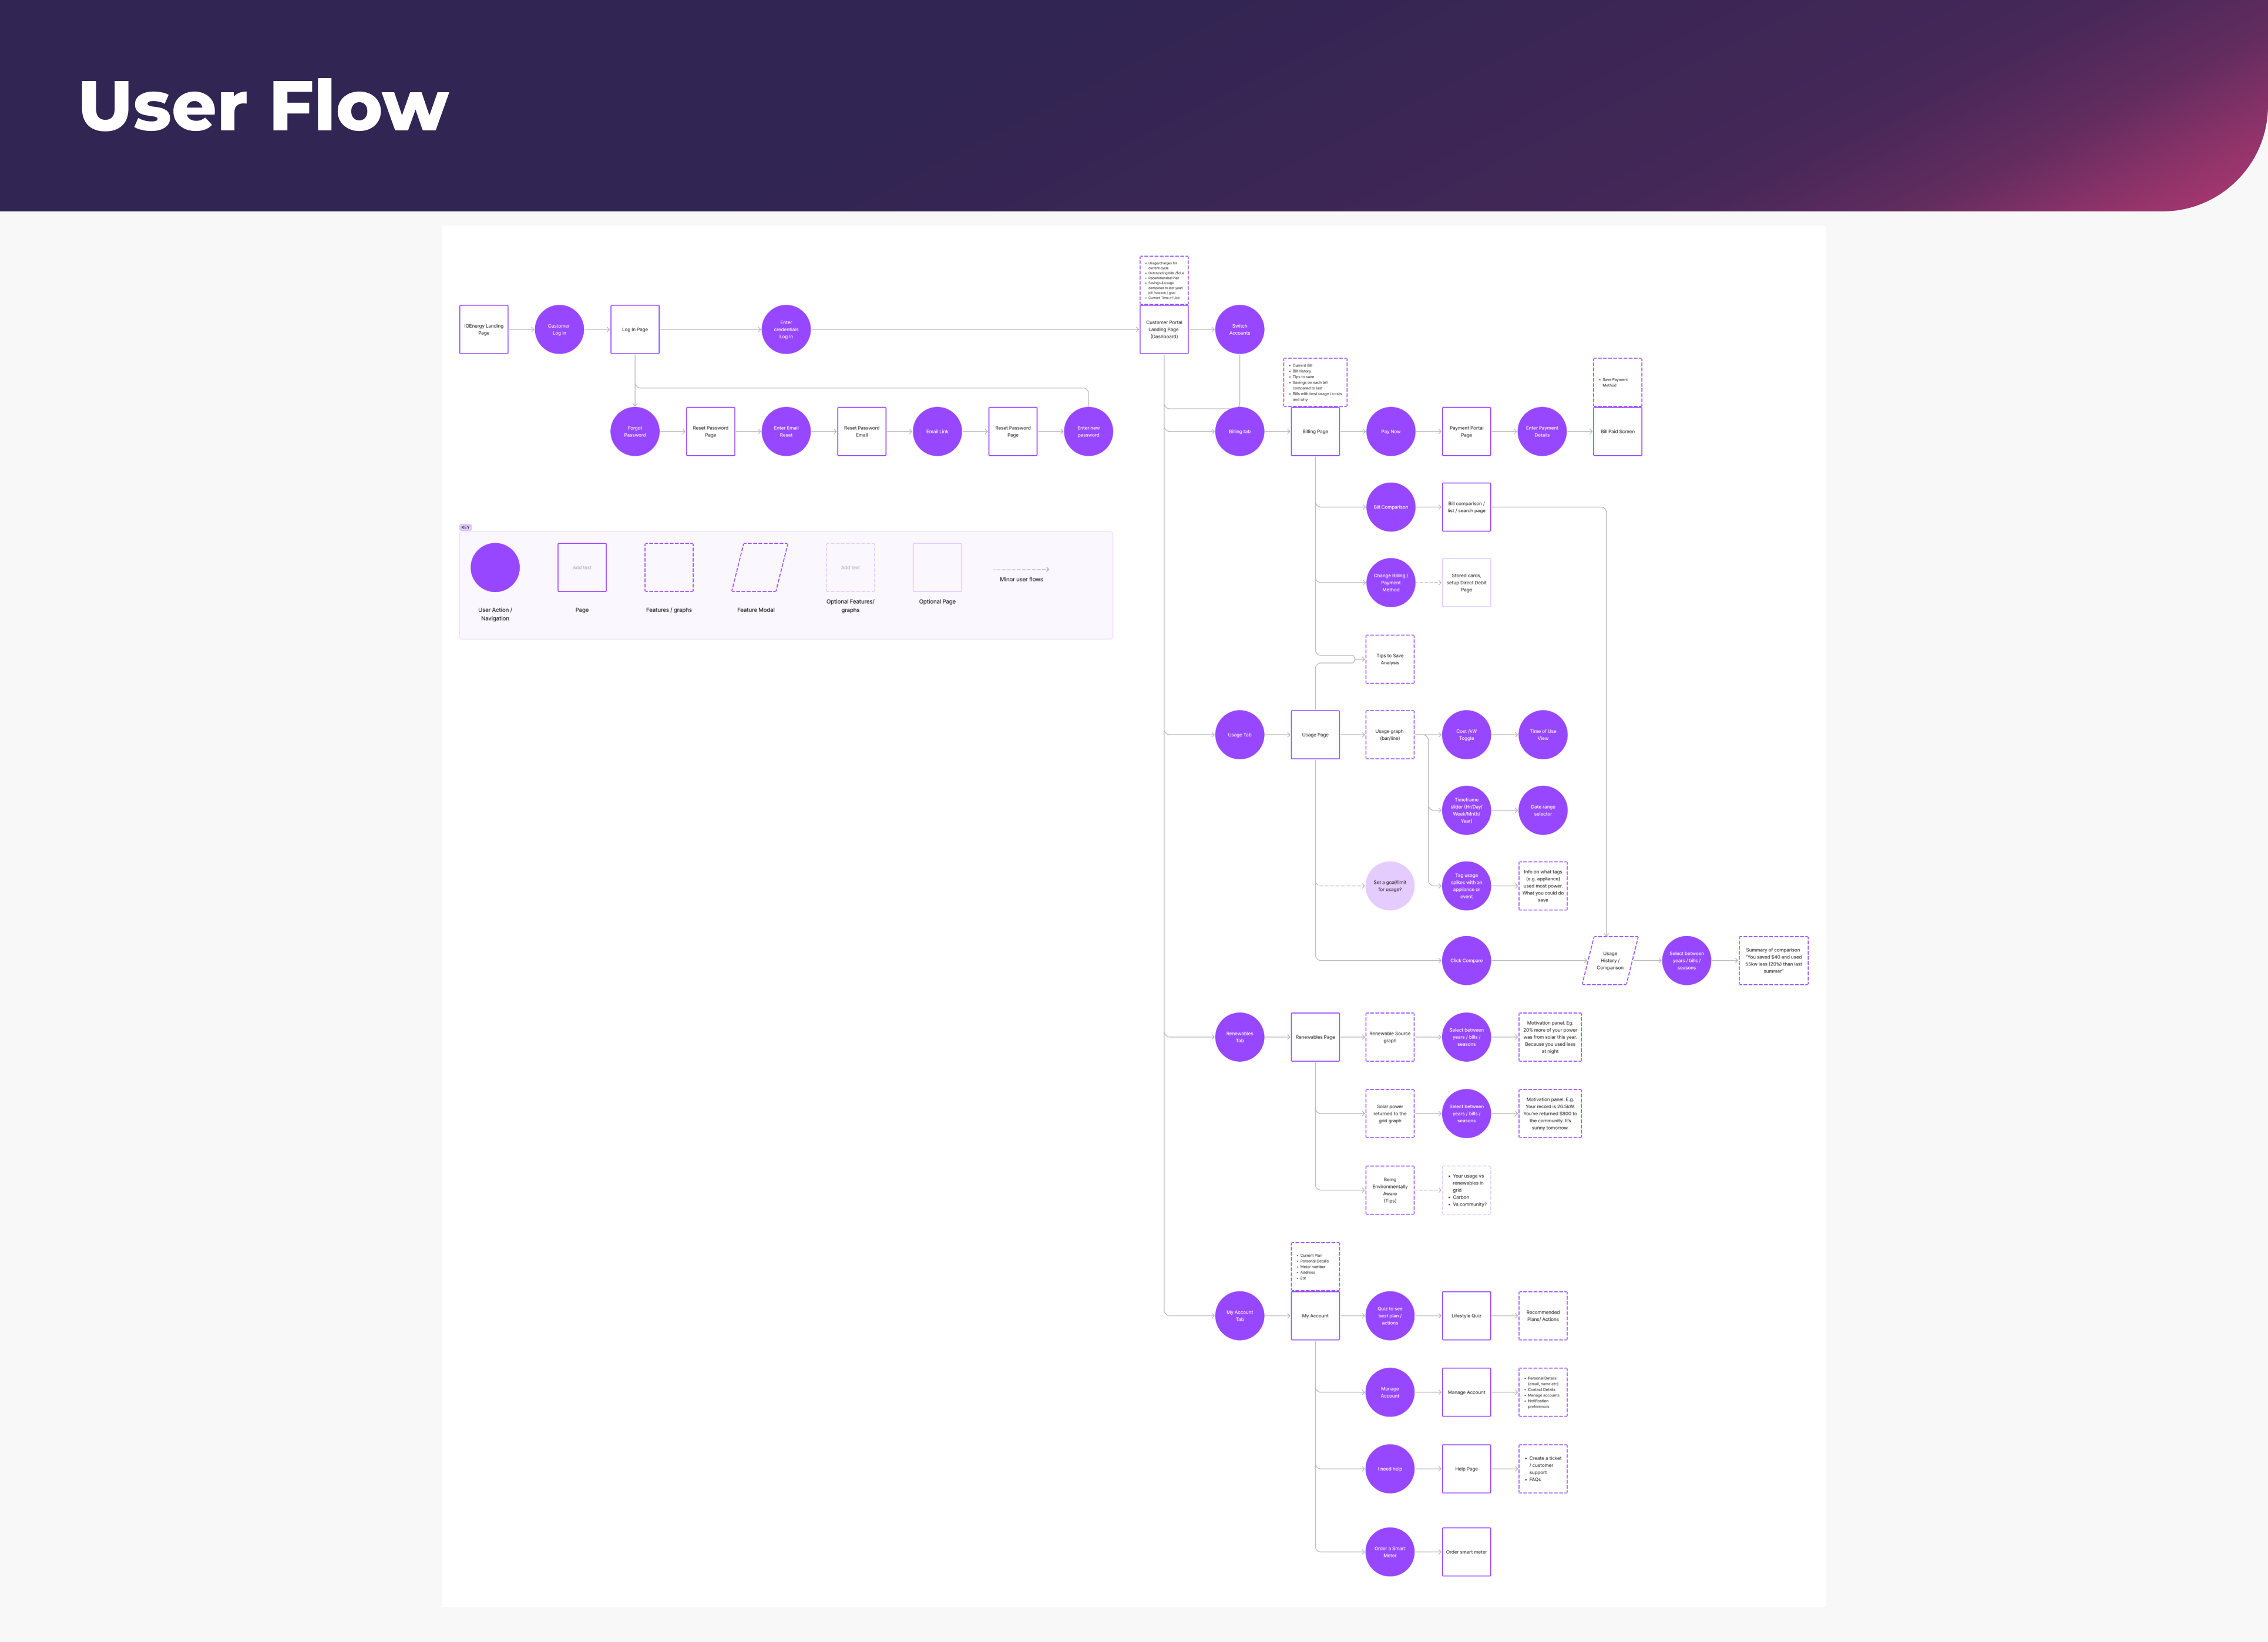 User Flow
• Usage/charges for
current cycle
• Outstanding bills /Issue
• Recommended Plan
• Savings & usage
compared to last year/
bill /season / goal
• Current Time of Use
IOEnergy Landing
Page
Customer
Log In
Log In Page
Enter
credentials
Log In
Customer Portal
Landing Page
(Dashboard)
Switch
Accounts
• Current Bill
• Bill history
• Tips to save
• Savings on each bill
compared to last
• Bills with best usage / costs
and why
• Save Payment
Method
Forgot
Password
Reset Password
Page
Enter Email
Reset
Reset Password
Email
Email Link
Reset Password
Page
Enter new
password
Billing tab
Billing Page
Pay Now
Payment Portal
Page
Enter Payment
Details
Bill Paid Screen
Bill Comparison
Bill comparison /
list / search page
KEY
Add text
Add text
User Action /
Navigation
Page
Features / graphs
Feature Modal
Optional Features/
graphs
Optional Page
Minor user flows
Change Billing /
Payment
Method
Stored cards,
setup Direct Debit
Page
Tips to Save
Analysis
Usage Tab
Usage Page
Usage graph
(bar/line)
Cost /kW
Toggle
Time of Use
View
Timeframe
slider (Hr/Day/
Week/Mnth/
Year)
Date range
selector
Set a goal/limit
for usage?
Tag usage
spikes with an
appliance or
event
Info on what tags
(e.g. appliance)
used most power.
What you could do
save
Click Compare
Usage
History /
Comparison
Select between
years / bills /
seasons
Summary of comparison
"You saved $40 and used
55kw less (20%) than last
summer"
Renewables
Tab
Renewables Page
Renewable Source
graph
Select between
years / bills /
seasons
Motivation panel. Eg.
20% more of your power
was from solar this year.
Because you used less
at night
Solar power
returned to the
grid graph
Select between
years / bills /
seasons
Motivation panel. E.g.
Your record is 26.5kW.
You've returned $800 to
the community. It's
sunny tomorrow.
Being
Environmentally
Aware
(Tips)
• Your usage vs
renewables in
grid
• Carbon
• Vs community?
• Current Plan
• Personal Details
• Meter number
• Address
• Etc
My Account
Tab
My Account
Quiz to see
best plan /
actions
Lifestyle Quiz
Recommended
Plans/ Actions
Manage
Account
Manage Account
• Personal Details
(email, name etc)
• Contact Details
• Manage accounts
• Notification
preferences
I need help
Help Page
• Create a ticket
/ customer
support
• FAQs
Order a Smart
Meter
Order smart meter